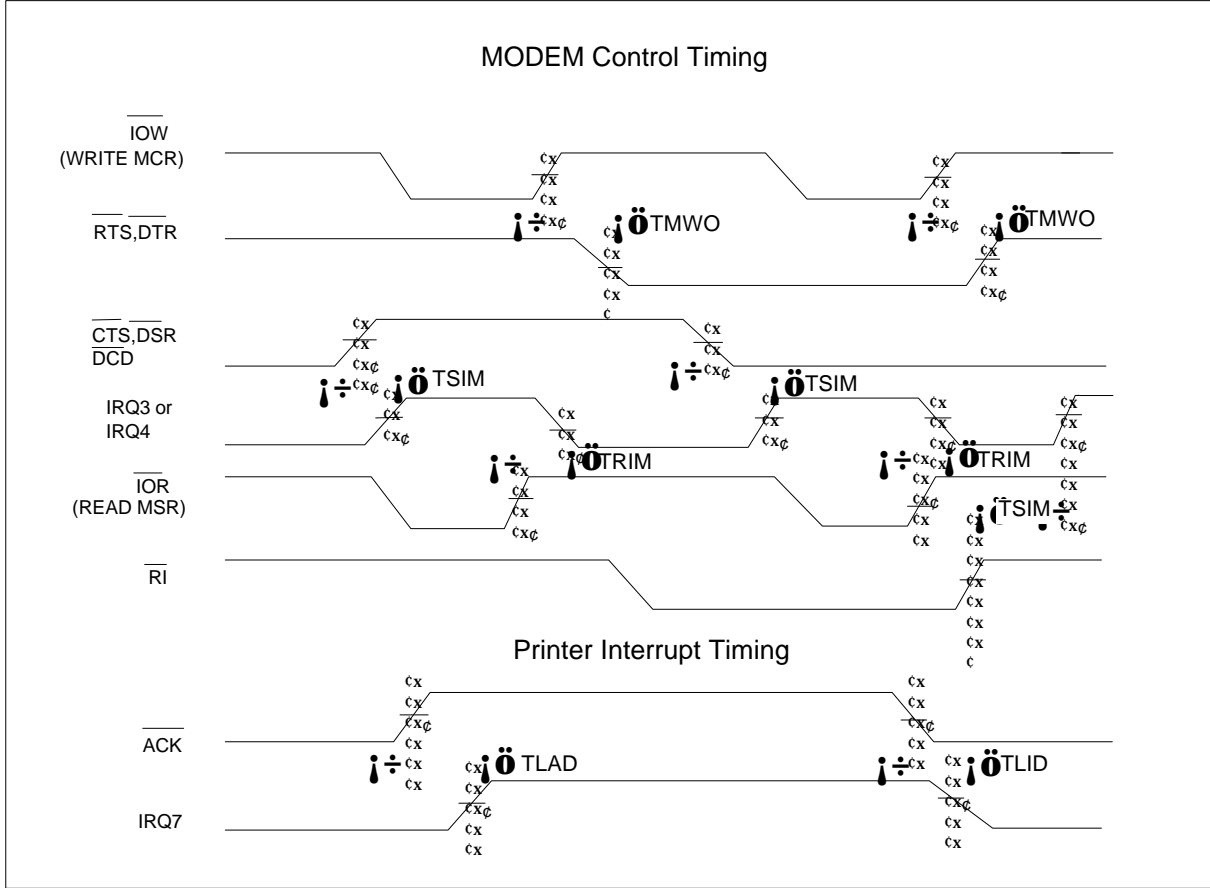 MODEM Control Timing
IOW
(WRITE MCR)
RTS,DTR
TMWO
TMWO
CTS,DSR
DCD
TSIM
TSIM
IRQ3 or
IRQ4
TRIM
TRIM
IOR
(READ MSR)
TSIM
RI
Printer Interrupt Timing
ACK
TLAD
TLID
IRQ7